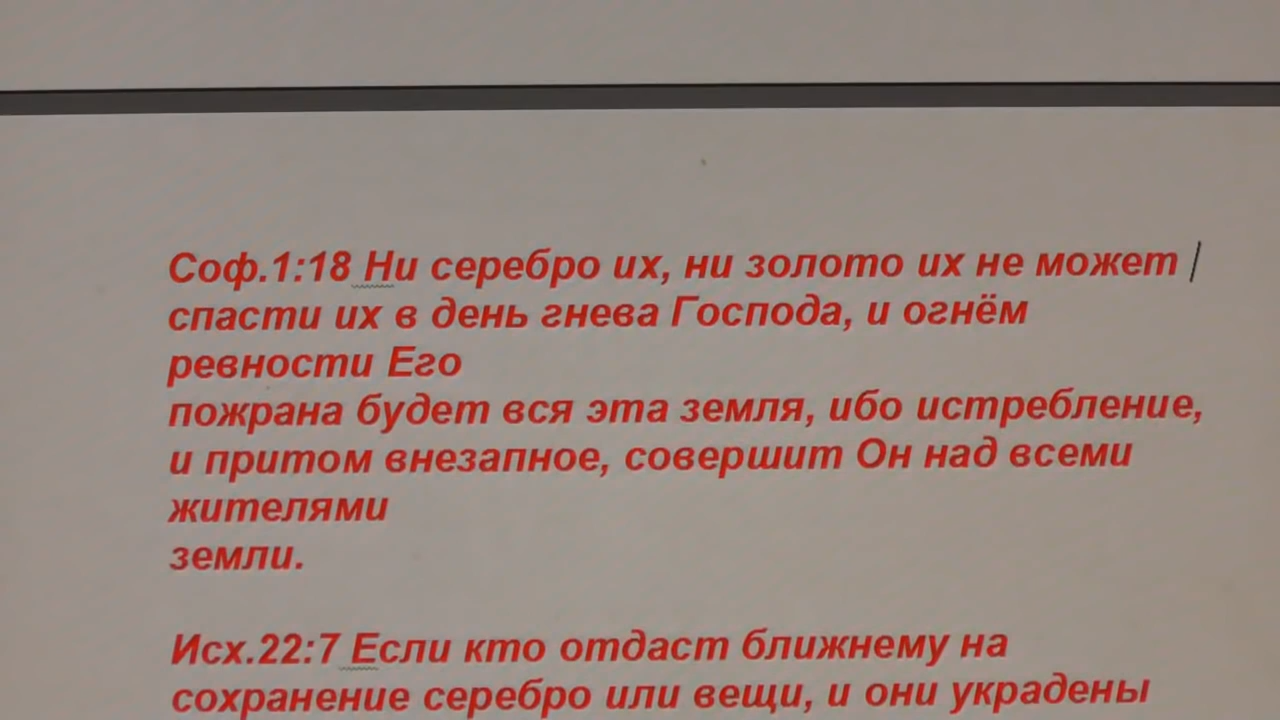 Соф.1:18 Ни серебро их, ни золото их не может
спасти их в день гнева Господа, и огнём
ревности Его
пожрана будет вся эта земля, ибо истребление,
и притом внезапное, совершит Он над всеми
жителями
земли.
Исх.22:7 Если кто отдаст ближнему на
сохранение серебро или вещи, и они украдены